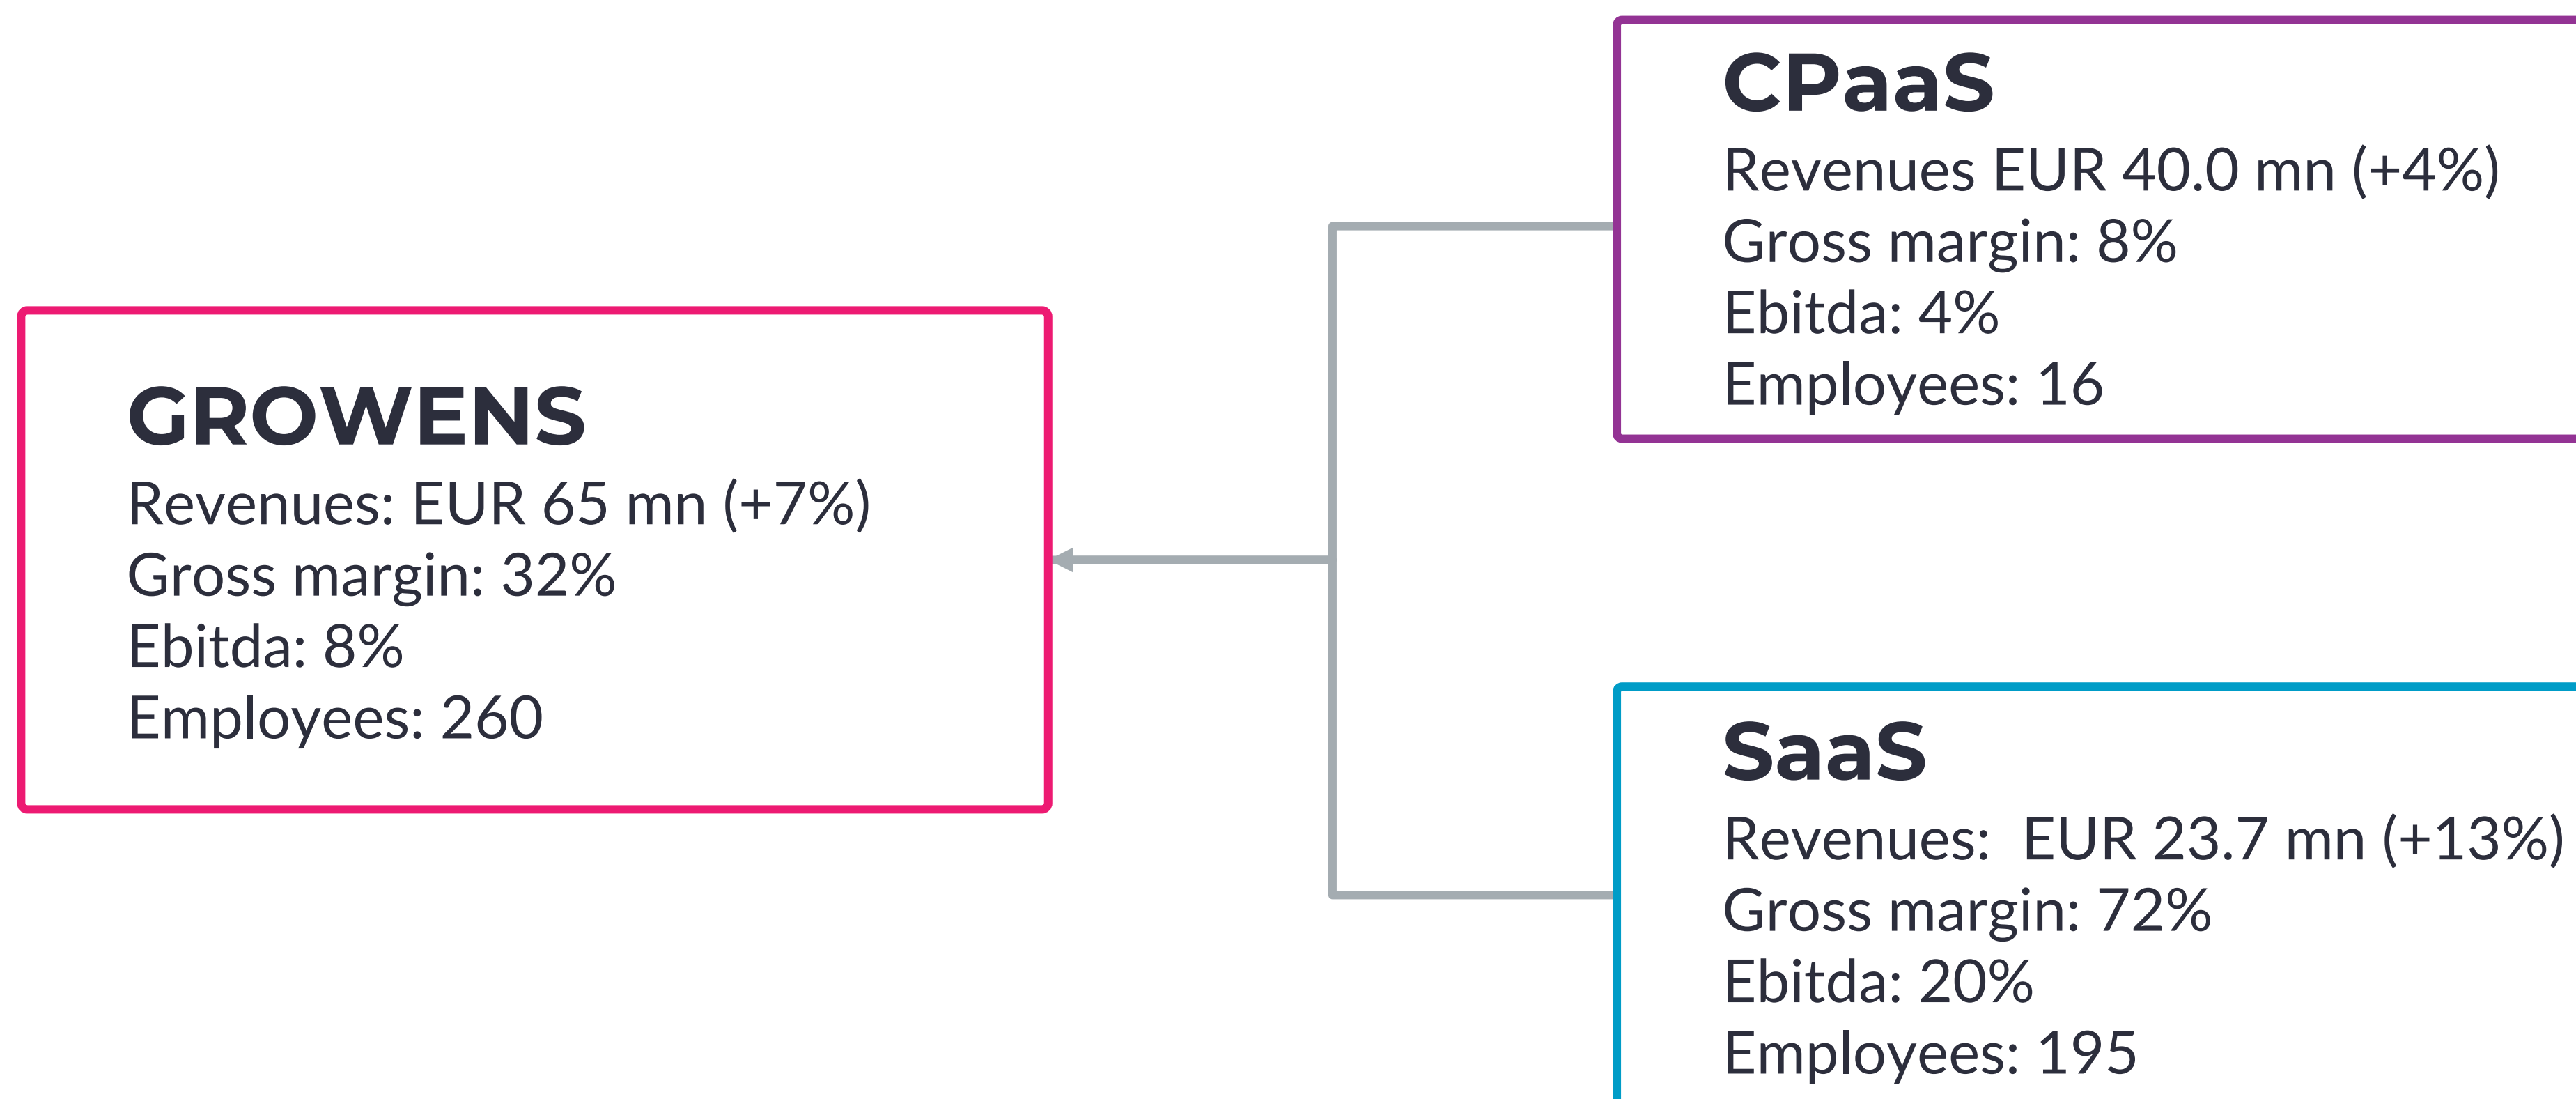 GROWENS
Revenues: EUR 65 mn (+7%)
Gross margin: 32%
Ebitda: 8%
Employees: 260
CPaaS
Revenues EUR 40.0 mn (+4%)
Gross margin: 8%
Ebitda: 4%
Employees: 16
SaaS
Revenues:  EUR 23.7 mn (+13%)
Gross margin: 72%
Ebitda: 20%
Employees: 195